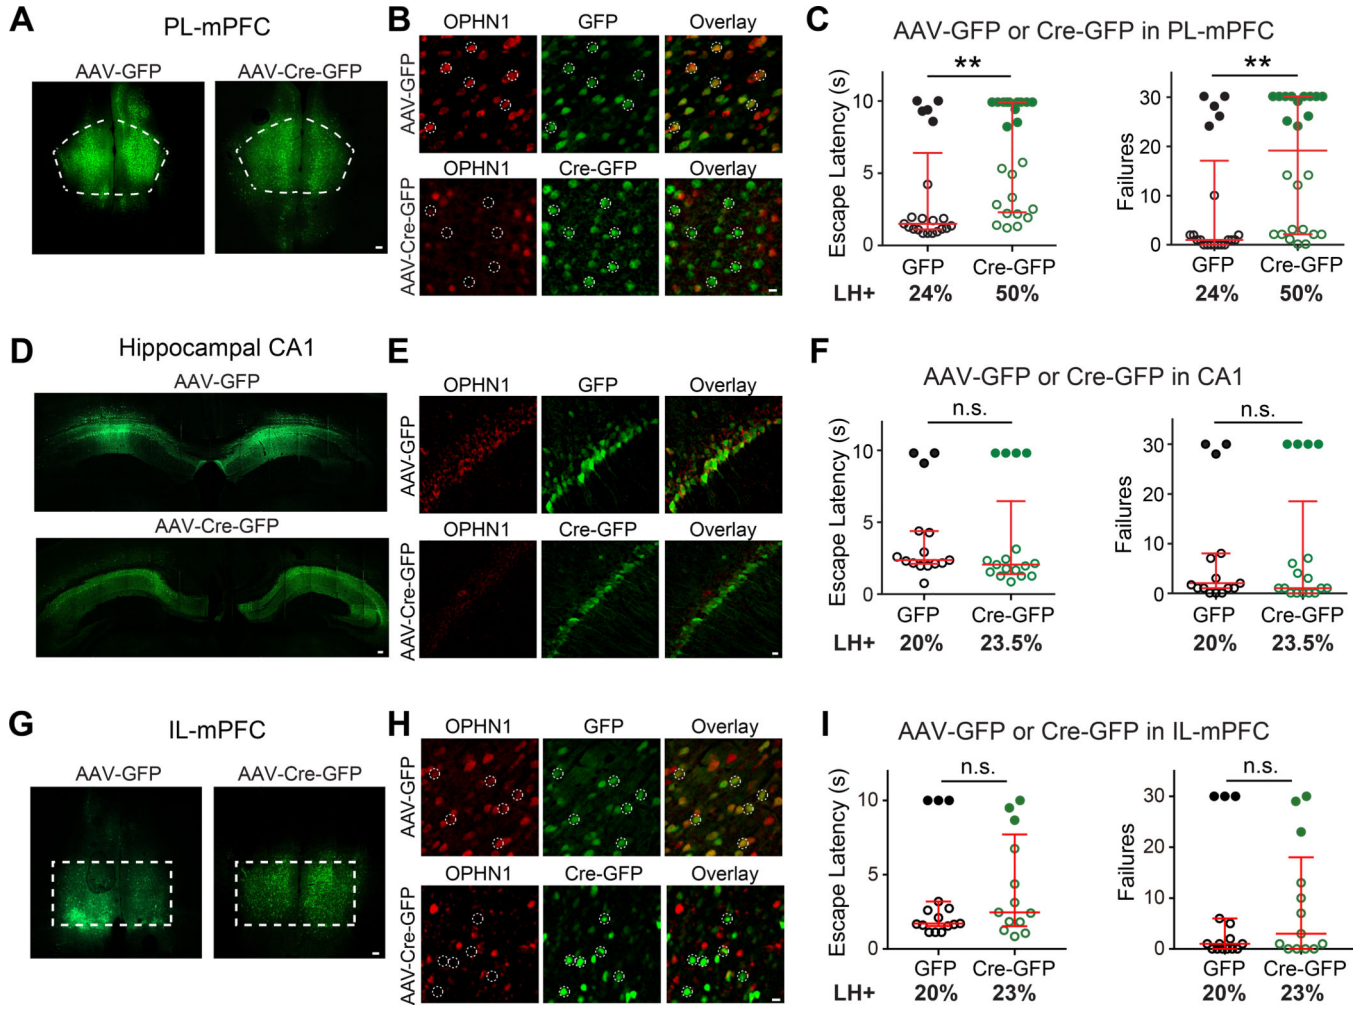 A
PL-mPFC
AAV-GFP
AAV-Cre-GFP
B
OPHN1 GFP Overlay
AAV-GFP
OPHN1 Cre-GFP Overlay
AAV-Cre-GFP
C
AAV-GFP or Cre-GFP in PL-mPFC
Escape Latency (s)
10
5
0
**
GFP Cre-GFP
LH+ 24% 50%
Failures
30
20
10
0
**
GFP Cre-GFP
24% 50%
D
Hippocampal CA1
AAV-GFP
AAV-Cre-GFP
E
OPHN1 GFP Overlay
AAV-GFP
OPHN1 Cre-GFP Overlay
AAV-Cre-GFP
F
AAV-GFP or Cre-GFP in CA1
Escape Latency (s)
10
5
0
n.s.
GFP Cre-GFP
LH+ 20% 23.5%
Failures
30
20
10
0
n.s.
GFP Cre-GFP
20% 23.5%
G
IL-mPFC
AAV-GFP
AAV-Cre-GFP
H
OPHN1 GFP Overlay
AAV-GFP
OPHN1 Cre-GFP Overlay
AAV-Cre-GFP
I
AAV-GFP or Cre-GFP in IL-mPFC
Escape Latency (s)
10
5
0
n.s.
GFP Cre-GFP
LH+ 20% 23%
Failures
30
20
10
0
n.s.
GFP Cre-GFP
20% 23%